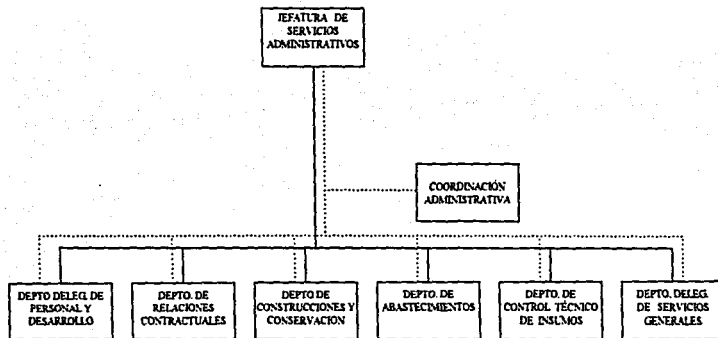 JEFATURA DE
SERVICIOS
ADMINISTRATIVOS
COORDINACIÓN
ADMINISTRATIVA
DEPTO DELEG. DE
PERSONAL Y
DESARROLLO
DEPTO. DE
RELACIONES
CONTRACTUALES
DEPTO DE
CONSTRUCCIONES Y
CONSERVACION
DEPTO. DE
ABASTECIMIENTOS
DEPTO. DE
CONTROL TÉCNICO
DE INSUMOS
DEPTO. DELEG.
DE SERVICIOS
GENERALES